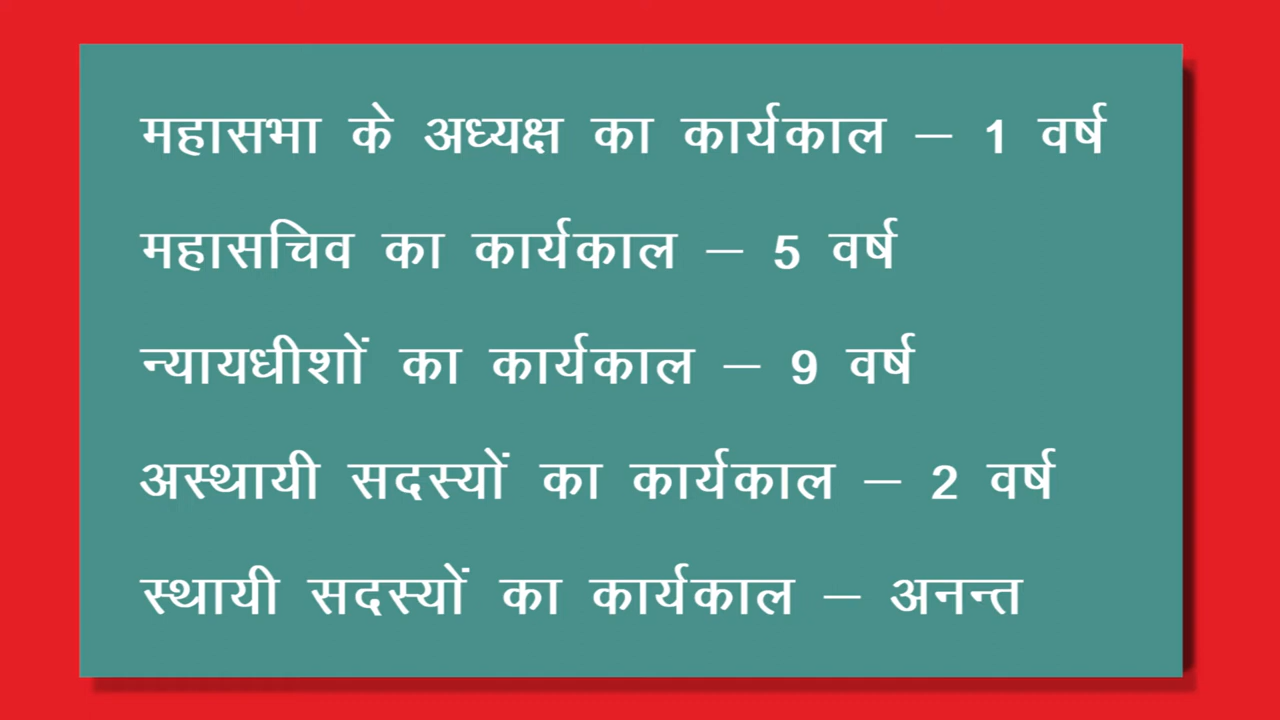 महासभा के अध्यक्ष का कार्यकाल – 1 वर्ष
महासचिव का कार्यकाल – 5 वर्ष
न्यायधीशों का कार्यकाल – 9 वर्ष
अस्थायी सदस्यों का कार्यकाल – 2 वर्ष
स्थायी सदस्यों का कार्यकाल – अनन्त